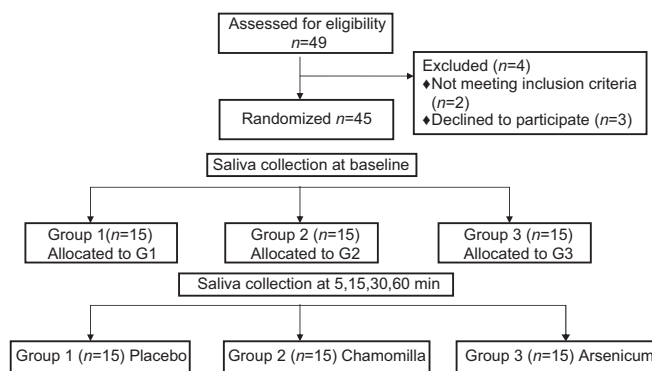 Assessed for eligibility
n=49
Excluded (n=4)
♦Not meeting inclusion criteria
(n=2)
♦Declined to participate (n=3)
Randomized n=45
Saliva collection at baseline
Group 1(n=15)
Allocated to G1
Group 2 (n=15)
Allocated to G2
Group 3 (n=15)
Allocated to G3
Saliva collection at 5,15,30,60 min
Group 1 (n=15) Placebo
Group 2 (n=15) Chamomilla
Group 3 (n=15) Arsenicum